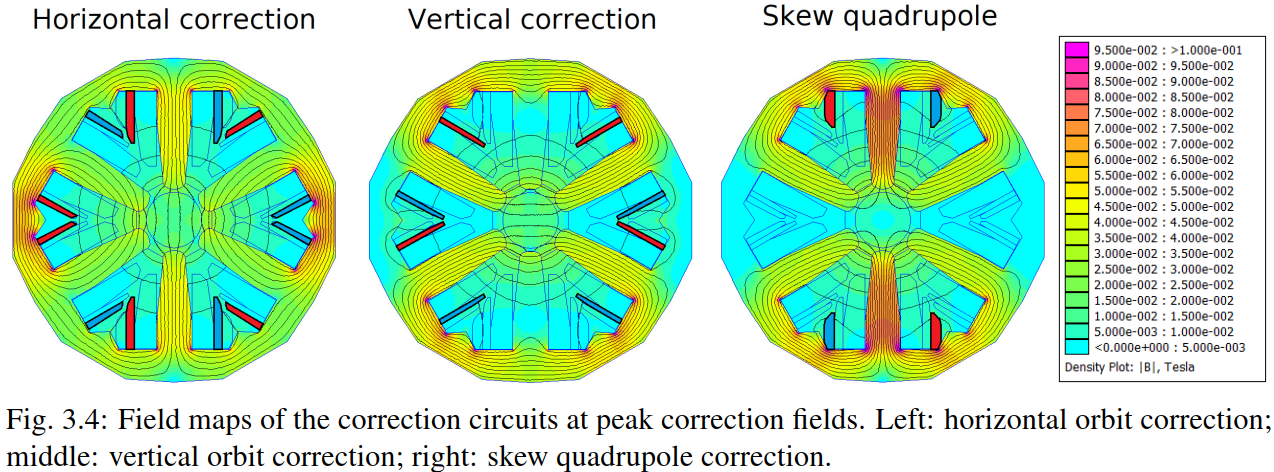 Horizontal correction
Vertical correction
Skew quadrupole
9.500e-002 : >1.000e-001
9.000e-002 : 9.500e-002
8.500e-002 : 9.000e-002
8.000e-002 : 8.500e-002
7.500e-002 : 8.000e-002
7.000e-002 : 7.500e-002
6.500e-002 : 7.000e-002
6.000e-002 : 6.500e-002
5.500e-002 : 6.000e-002
5.000e-002 : 5.500e-002
4.500e-002 : 5.000e-002
4.000e-002 : 4.500e-002
3.500e-002 : 4.000e-002
3.000e-002 : 3.500e-002
2.500e-002 : 3.000e-002
2.000e-002 : 2.500e-002
1.500e-002 : 2.000e-002
1.000e-002 : 1.500e-002
5.000e-003 : 1.000e-002
<0.000e+000 : 5.000e-003
Density Plot: |B|, Tesla
Fig. 3.4: Field maps of the correction circuits at peak correction fields. Left: horizontal orbit correction;
middle: vertical orbit correction; right: skew quadrupole correction.